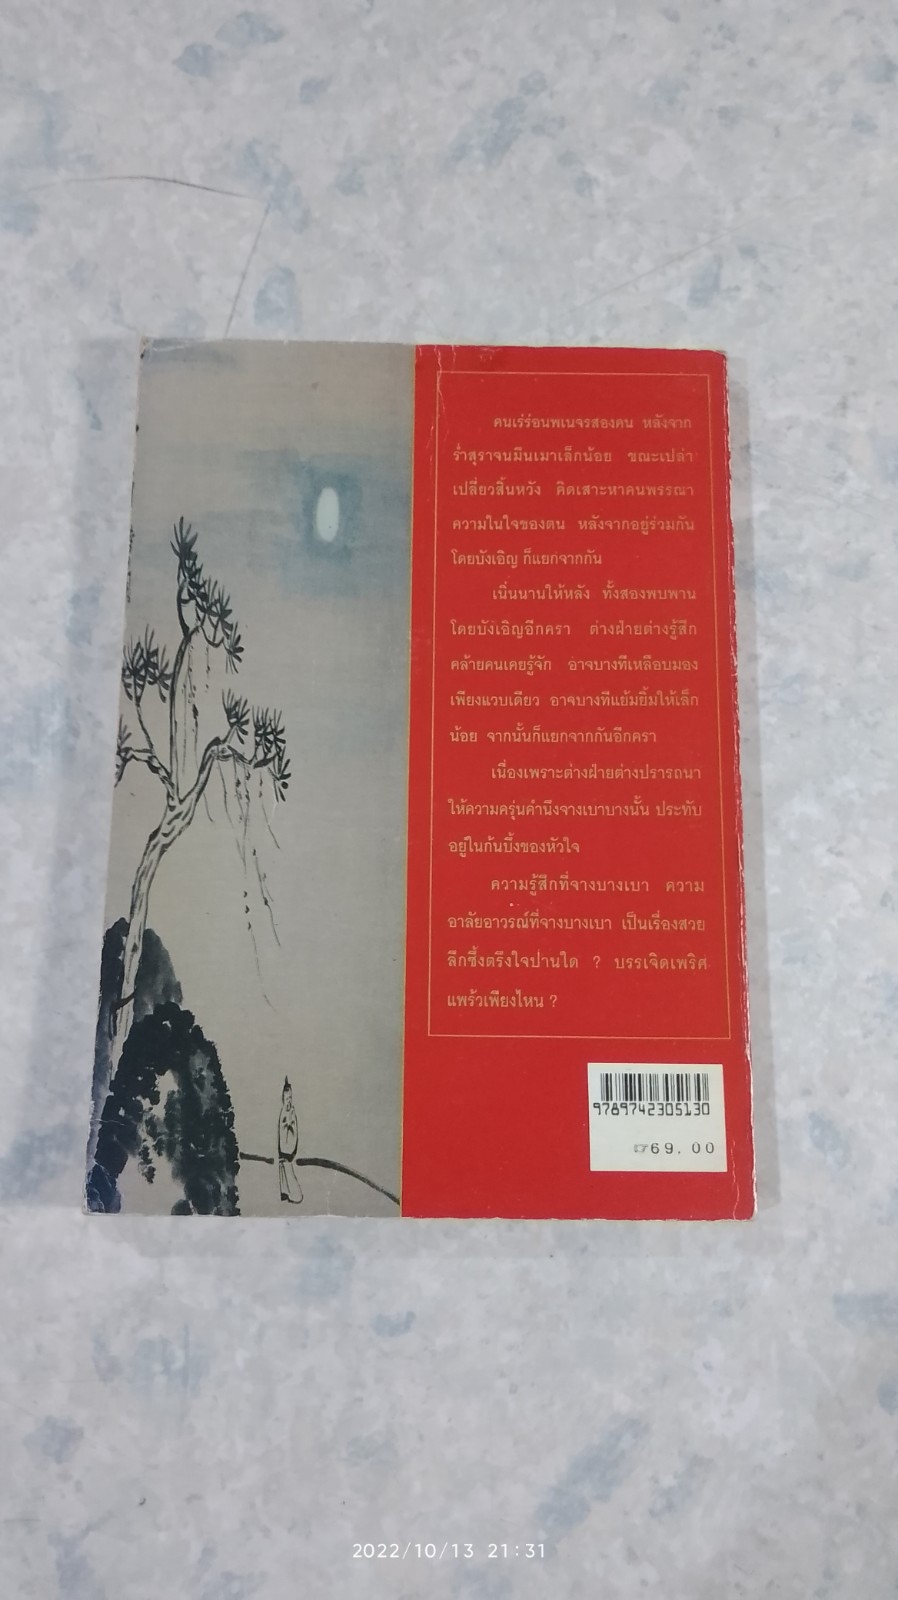 คนเร่ร่อนพเนจรสองคน หลังจาก
ร่ำสุราจนมึนเมาเล็กน้อย ขณะเปล่า
เปลี่ยวสิ้นหวัง คิดเสาะหาคนพรรณา
ความในใจของตน หลังจากอยู่ร่วมกัน
โดยบังเอิญ ก็แยกจากกัน
เนิ่นนานให้หลัง ทั้งสองพบพาน
โดยบังเอิญอีกครา ต่างฝ่ายต่างรู้สึก
คล้ายคนเคยรู้จัก อาจบางทีเหลือบมอง
เพียงแวบเดียว อาจบางทีแย้มยิ้มให้เล็ก
น้อย จากนั้นก็แยกจากกันอีกครา
เนื่องเพราะต่างฝ่ายต่างปรารถนา
ให้ความครุ่นคำนึงจางเบาบางนั้น ประทับ
อยู่ในก้นบึ้งของหัวใจ
ความรู้สึกที่จางบางเบา ความ
อาลัยอาวรณ์ที่จางบางเบา เป็นเรื่องสวย
ลึกซึ้งตรึงใจปานใด ? บรรเจิดเพริศ
แพร้วเพียงไหน ?
9789742305130
69.00
2022/10/13 21:31